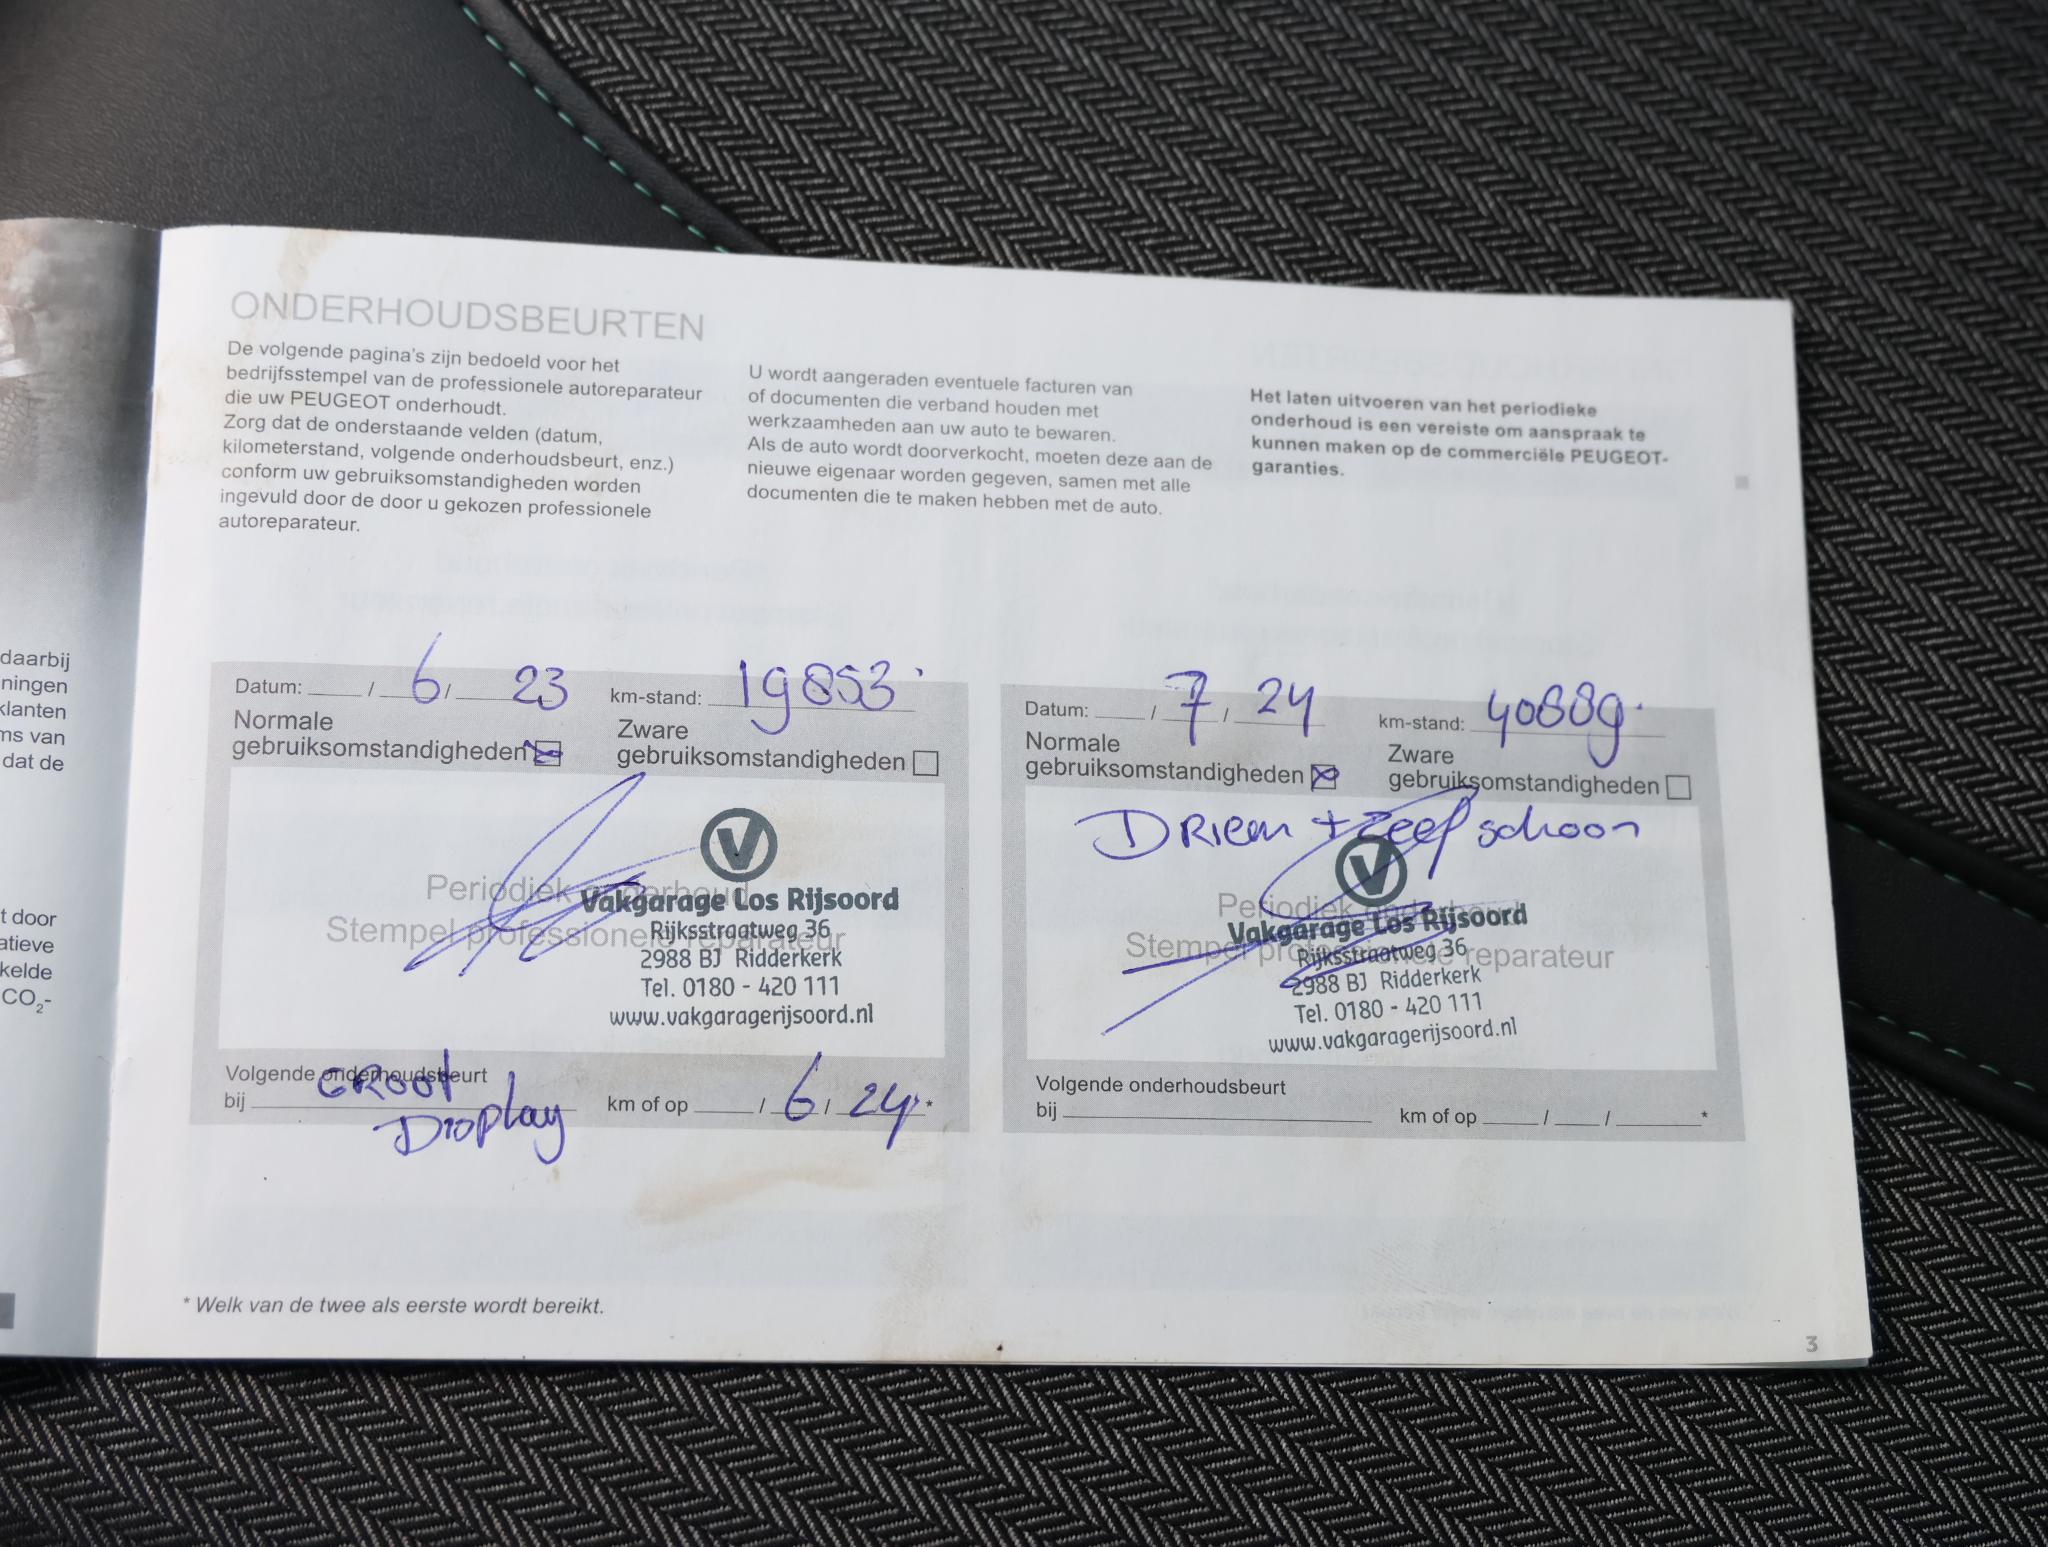 daarbij
ningen
klanten
ms van
dat de
t door
atieve
kelde
CO₂-
ONDERHOUDSBEURTEN
De volgende pagina's zijn bedoeld voor het
bedrijfsstempel van de professionele autoreparateur
die uw PEUGEOT onderhoudt.
Zorg dat de onderstaande velden (datum,
kilometerstand, volgende onderhoudsbeurt, enz.)
conform uw gebruiksomstandigheden worden
ingevuld door de door u gekozen professionele
autoreparateur.
U wordt aangeraden eventuele facturen van
of documenten die verband houden met
werkzaamheden aan uw auto te bewaren.
Als de auto wordt doorverkocht, moeten deze aan de
nieuwe eigenaar worden gegeven, samen met alle
documenten die te maken hebben met de auto.
Het laten uitvoeren van het periodieke
onderhoud is een vereiste om aanspraak te
kunnen maken op de commerciële PEUGEOT-
garanties.
Datum: ____ / 6 / 23 km-stand: 19853.
Normale
gebruiksomstandigheden
Zware
gebruiksomstandigheden
Periodiek onderhoud
Stempel professionele reparateur
Vakgarage Los Rijsoord
Rijksstraatweg 36
2988 BJ Ridderkerk
Tel. 0180 - 420 111
www.vakgaragerijsoord.nl
Volgende onderhoudsbeurt
bij GROOT km of op ____ / 6 / 24.*
Display
Datum: ____ / 7 / 24 km-stand: 40889.
Normale
gebruiksomstandigheden
Zware
gebruiksomstandigheden
DRiem + zeef schoon
Periodiek onderhoud
Stempel professionele reparateur
Vakgarage Los Rijsoord
Rijksstraatweg 36
2988 BJ Ridderkerk
Tel. 0180 - 420 111
www.vakgaragerijsoord.nl
Volgende onderhoudsbeurt
bij ____ km of op ____ / ____ / ____ *
* Welk van de twee als eerste wordt bereikt.
3